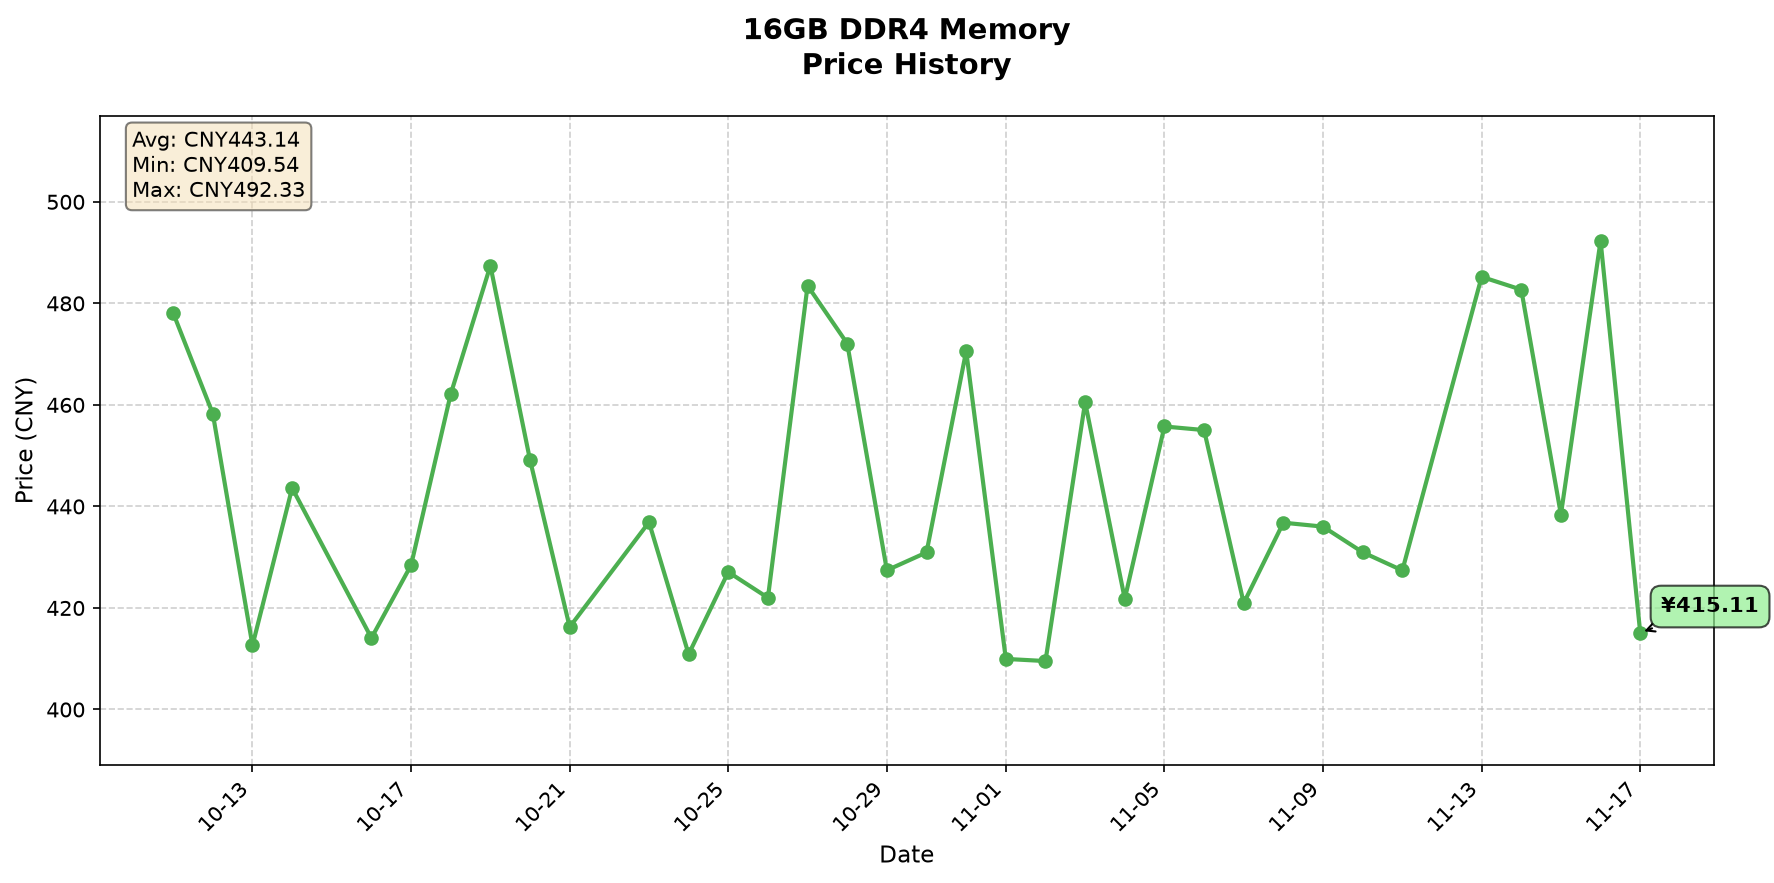 16GB DDR4 Memory
Price History
Avg: CNY443.14
Min: CNY409.54
Max: CNY492.33
Price (CNY)
500
480
460
440
420
400
¥415.11
10-13
10-17
10-21
10-25
10-29
11-01
11-05
11-09
11-13
11-17
Date